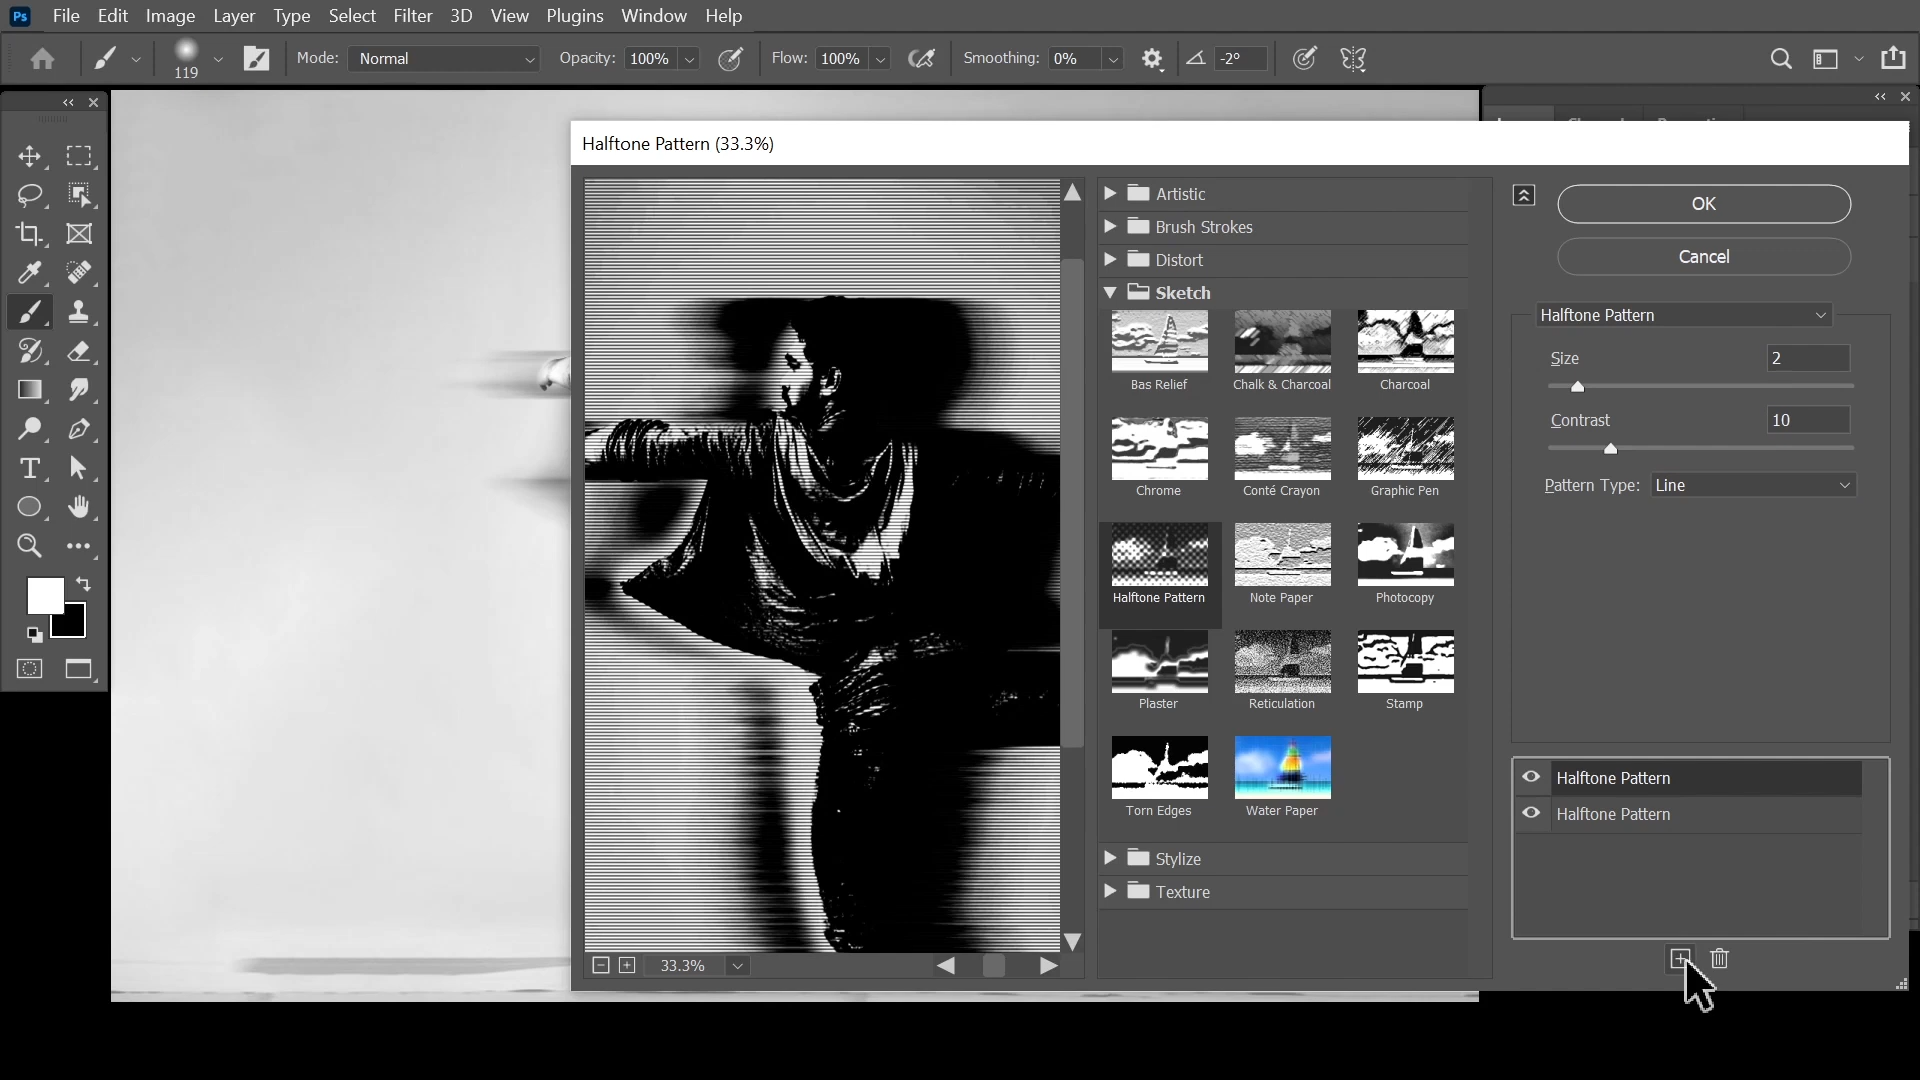 Ps File Edit Image Layer Type Select Filter 3D View Plugins Window Help
119 Mode: Normal Opacity: 100% Flow: 100% Smoothing: 0% -2°
Halftone Pattern (33.3%)
Artistic
Brush Strokes
Distort
Sketch
Bas Relief Chalk & Charcoal Charcoal
Chrome Conté Crayon Graphic Pen
Halftone Pattern Note Paper Photocopy
Plaster Reticulation Stamp
Torn Edges Water Paper
Stylize
Texture
33.3%
OK
Cancel
Halftone Pattern
Size 2
Contrast 10
Pattern Type: Line
Halftone Pattern
Halftone Pattern